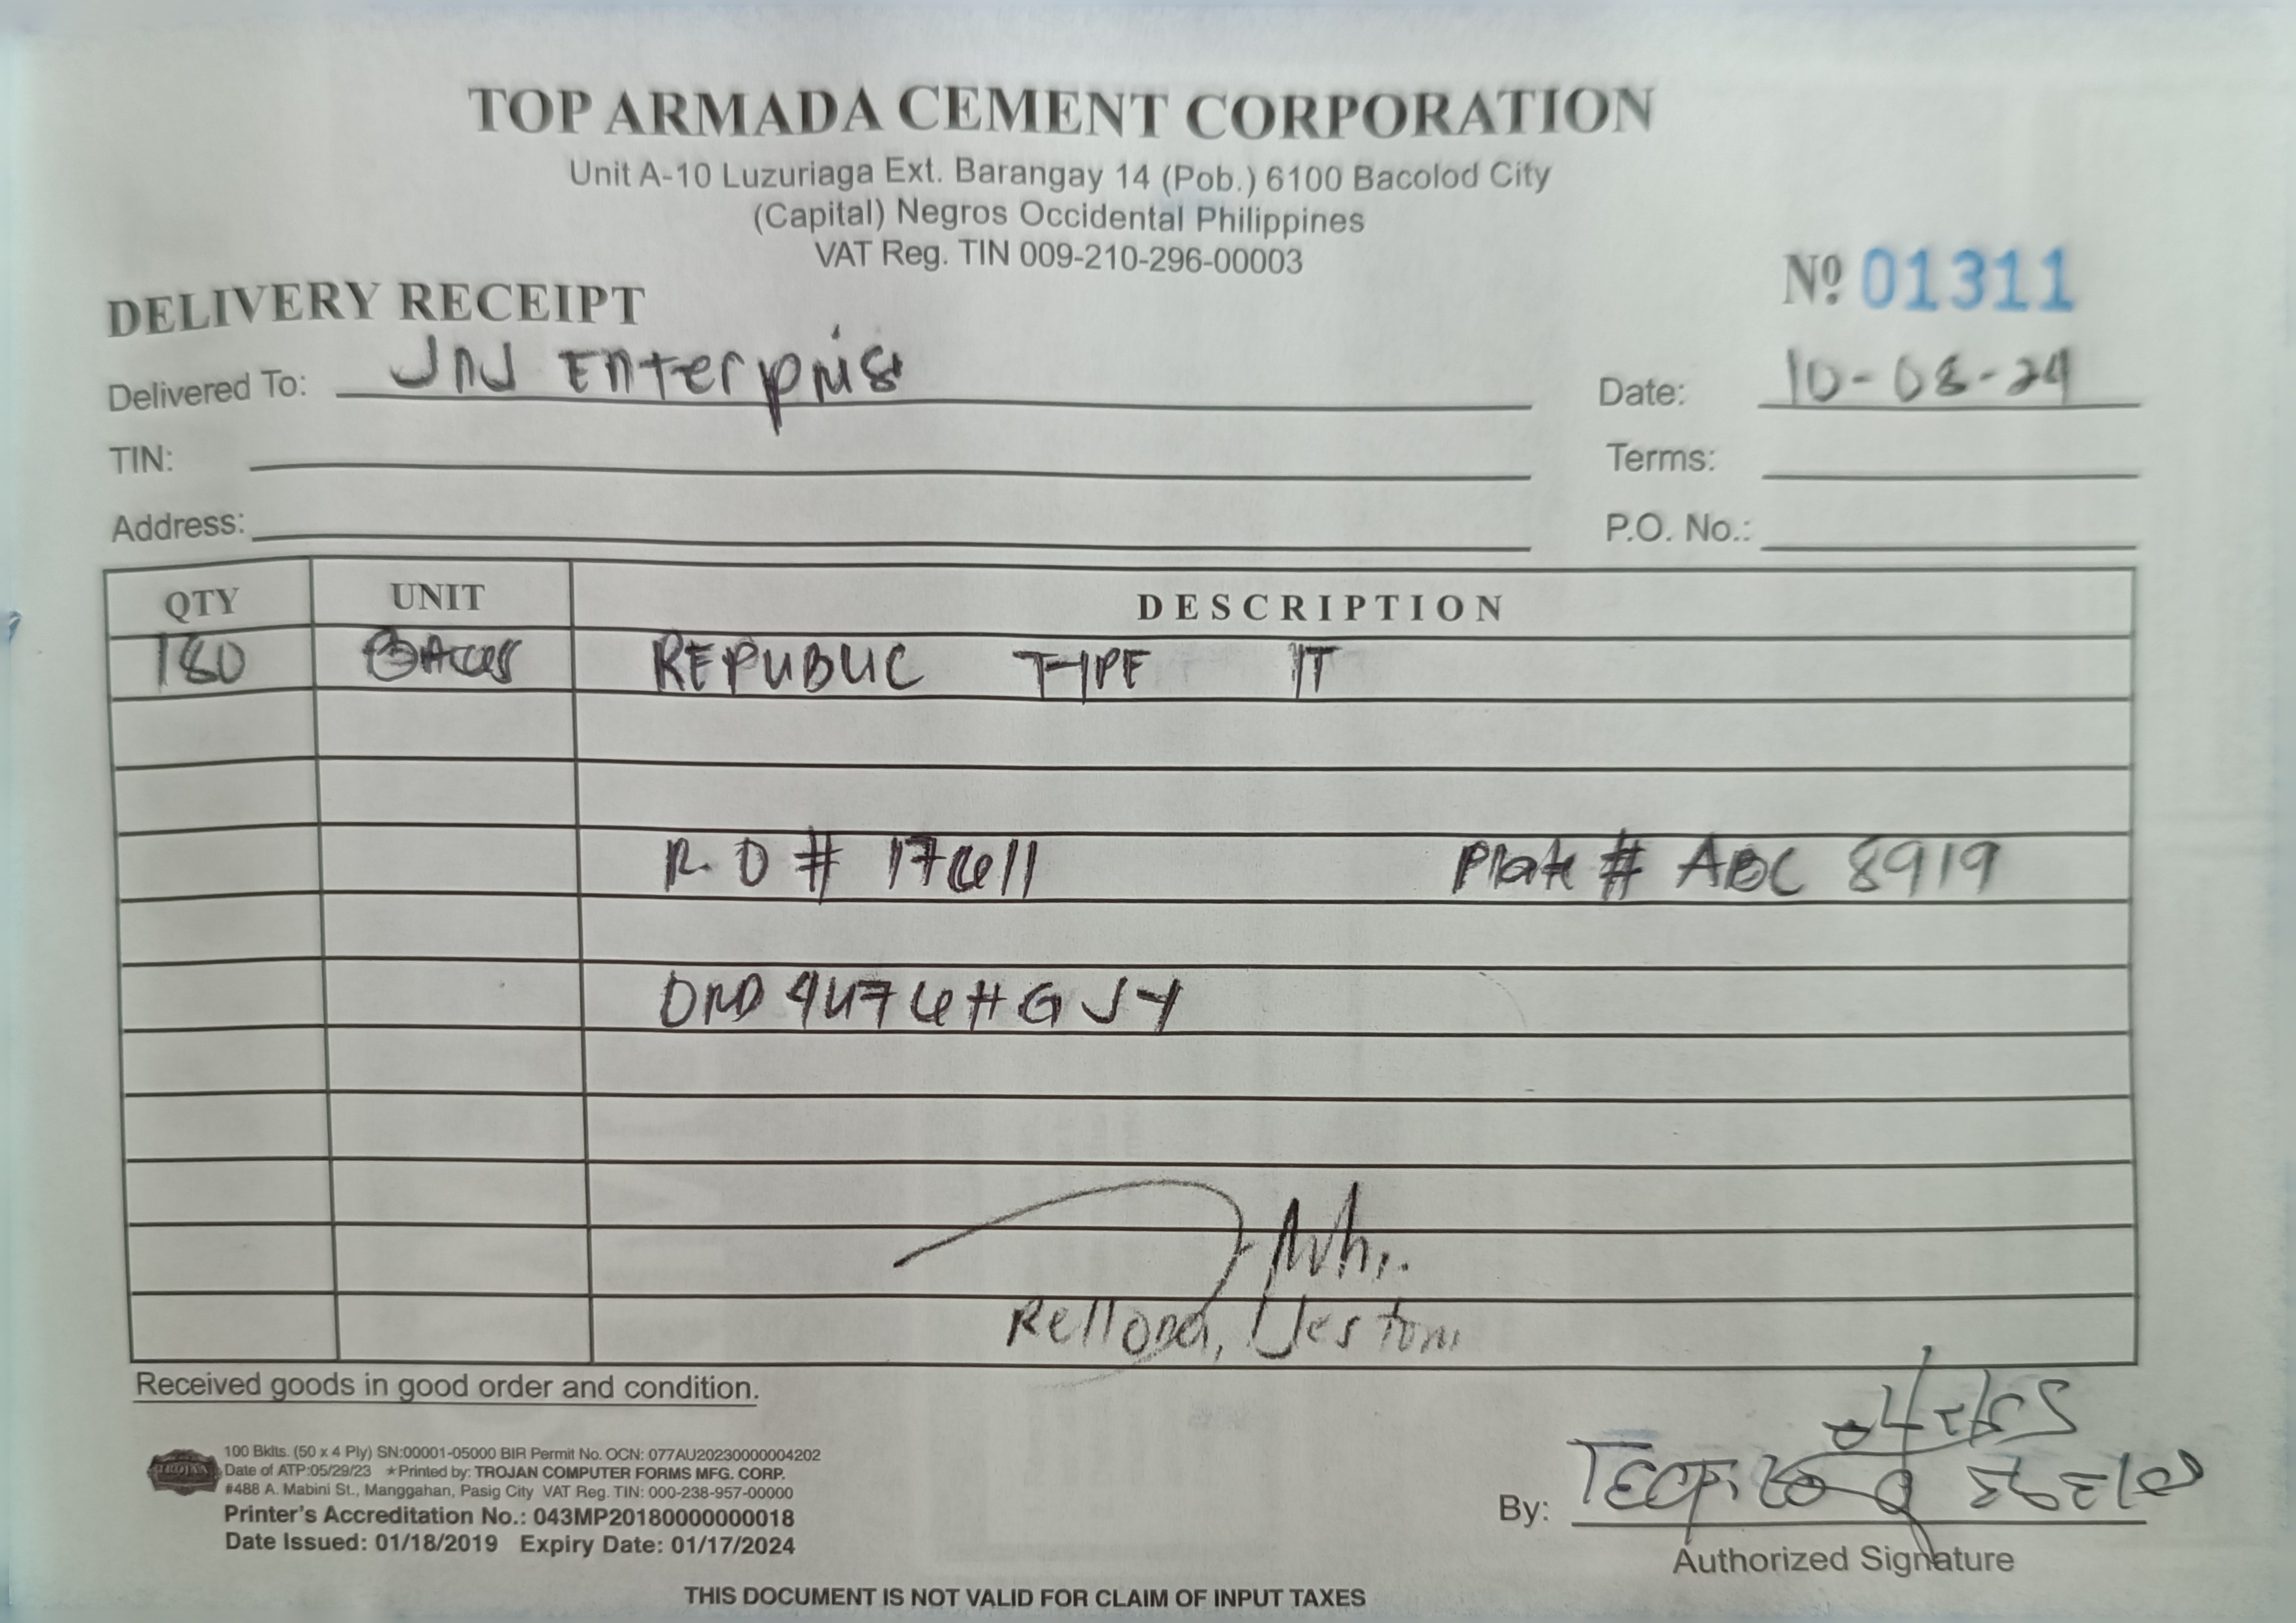 TOP ARMADA CEMENT CORPORATION
Unit A-10 Luzuriaga Ext. Barangay 14 (Pob.) 6100 Bacolod City
(Capital) Negros Occidental Philippines
VAT Reg. TIN 009-210-296-00003
Nº 01311
DELIVERY RECEIPT
Delivered To: JNJ Enterprise Date: 10-08-24
TIN: Terms:
Address: P.O. No.:
QTY UNIT DESCRIPTION
180 REPUBLIC TYPE 1T
R.O # 17611 Plate # ABC 8919
ORD9476HGJY
Rellona,
Received goods in good order and condition.
TROJAN
100 Bklts. (50 x 4 Ply) SN:00001-05000 BIR Permit No. OCN: 077AU20230000004202
Date of ATP:05/29/23 ★Printed by: TROJAN COMPUTER FORMS MFG. CORP.
#488 A. Mabini St., Manggahan, Pasig City VAT Reg. TIN: 000-238-957-00000
Printer's Accreditation No.: 043MP20180000000018
Date Issued: 01/18/2019 Expiry Date: 01/17/2024
By:
Authorized Signature
THIS DOCUMENT IS NOT VALID FOR CLAIM OF INPUT TAXES